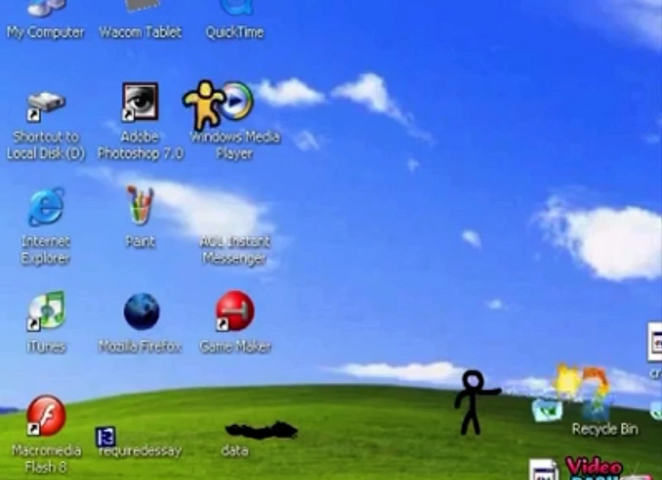 My Computer
Wacom Tablet
QuickTime
Shortcut to
Local Disk (D)
Adobe
Photoshop 7.0
Windows Media
Player
Internet
Explorer
Paint
AOL Instant
Messenger
iTunes
Mozilla Firefox
Game Maker
Macromedia
Flash 8
requiredessay
data
Recycle Bin
Video